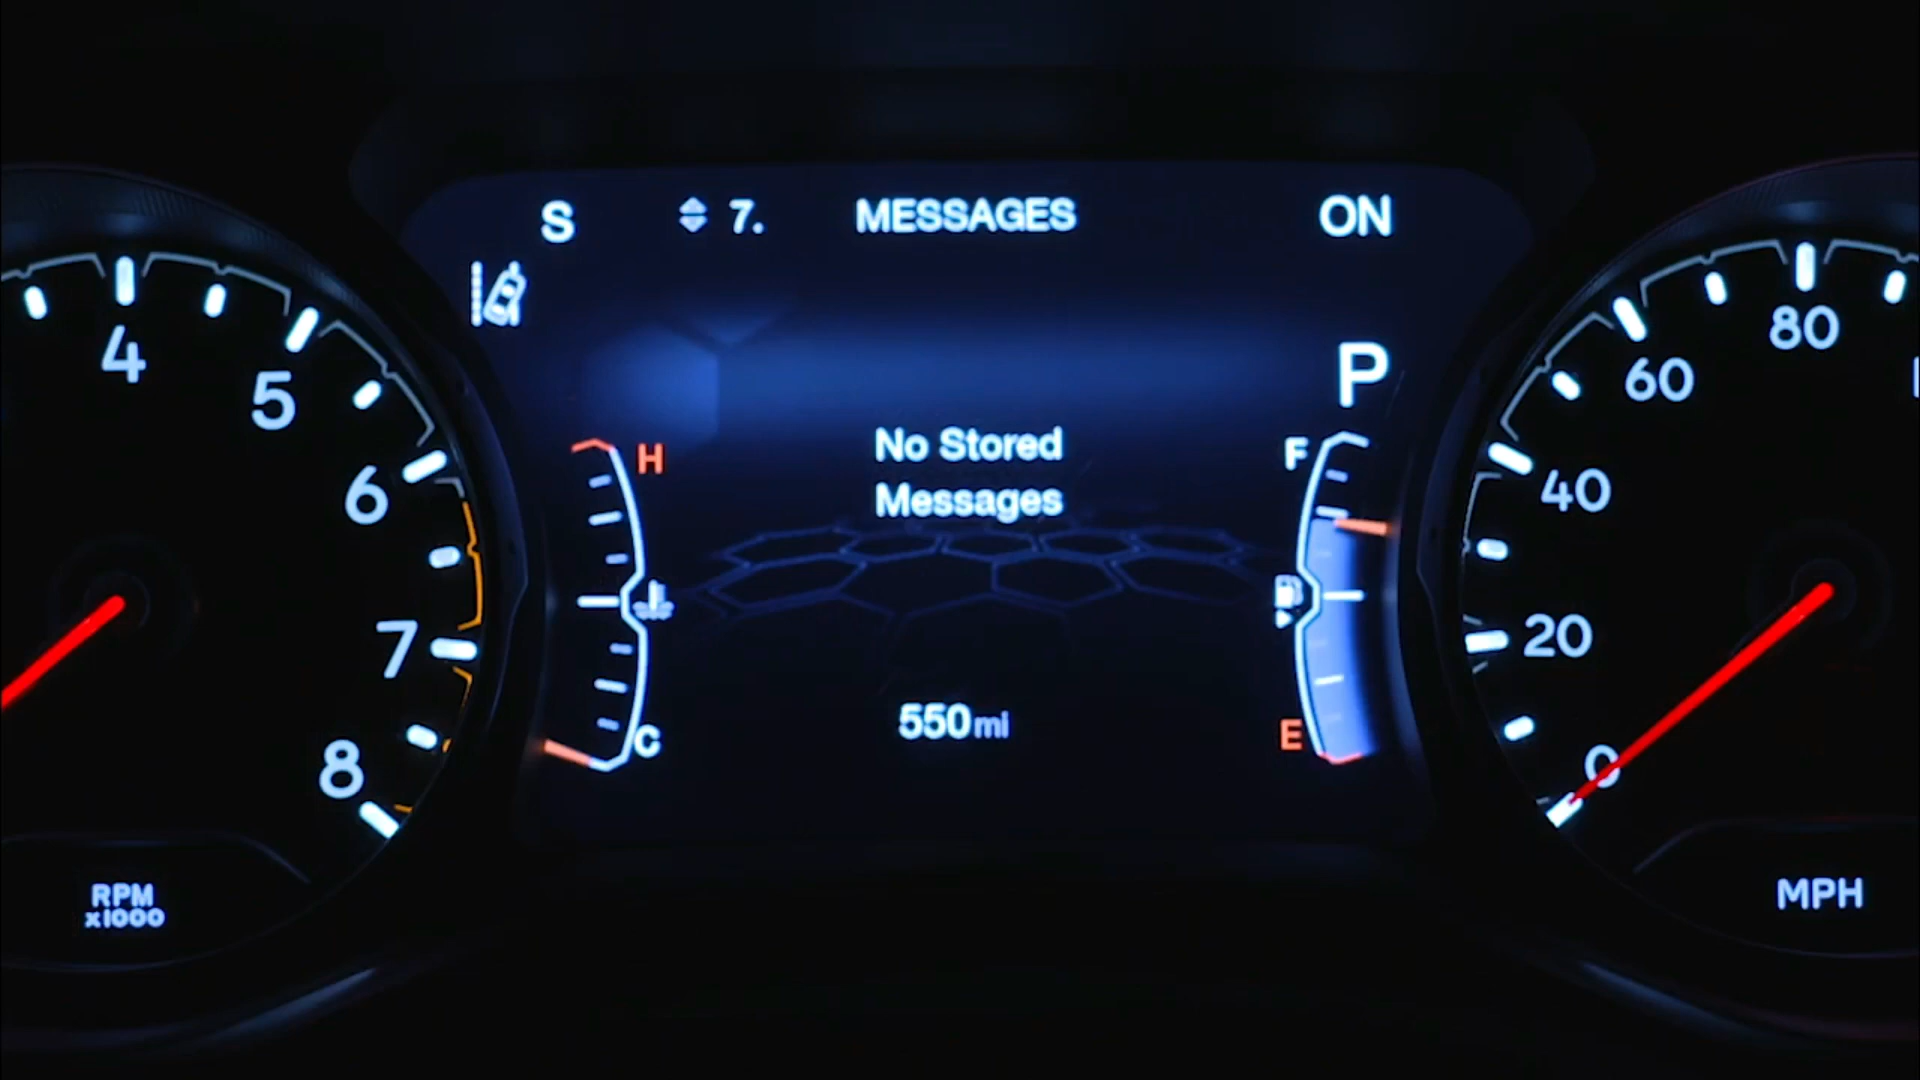 S
7.
MESSAGES
ON
P
4
5
6
7
8
RPM
x1000
H
C
No Stored
Messages
550 mi
F
E
80
60
40
20
0
MPH